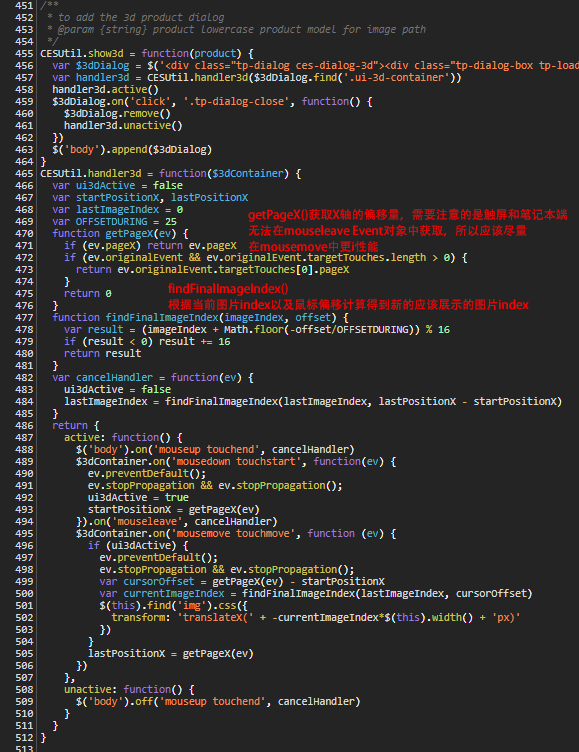 451 /**
452  * to add the 3d product dialog
453  * @param {string} product lowercase product model for image path
454  */
455 CESUtil.show3d = function(product) {
456   var $3dDialog = $('<div class="tp-dialog ces-dialog-3d"><div class="tp-dialog-box tp-load
457   var handler3d = CESUtil.handler3d($3dDialog.find('.ui-3d-container'))
458   handler3d.active()
459   $3dDialog.on('click', '.tp-dialog-close', function() {
460     $3dDialog.remove()
461     handler3d.unactive()
462   })
463   $('body').append($3dDialog)
464 }
465 CESUtil.handler3d = function($3dContainer) {
466   var ui3dActive = false
467   var startPositionX, lastPositionX
468   var lastImageIndex = 0
469   var OFFSETDURING = 25
getPageX()获取X轴的偏移量，需要注意的是触屏和笔记本端
470   function getPageX(ev) {
无法在mouseleave Event对象中获取，所以应该尽量
471     if (ev.pageX) return ev.pageX
在mousemove中更i性能
472     if (ev.originalEvent && ev.originalEvent.targetTouches.length > 0) {
473       return ev.originalEvent.targetTouches[0].pageX
474     }
findFinalImageIndex()
475     return 0
根据当前图片index以及鼠标偏移计算得到新的应该展示的图片index
476   }
477   function findFinalImageIndex(imageIndex, offset) {
478     var result = (imageIndex + Math.floor(-offset/OFFSETDURING)) % 16
479     if (result < 0) result += 16
480     return result
481   }
482   var cancelHandler = function(ev) {
483     ui3dActive = false
484     lastImageIndex = findFinalImageIndex(lastImageIndex, lastPositionX - startPositionX)
485   }
486   return {
487     active: function() {
488       $('body').on('mouseup touchend', cancelHandler)
489       $3dContainer.on('mousedown touchstart', function(ev) {
490         ev.preventDefault();
491         ev.stopPropagation && ev.stopPropagation();
492         ui3dActive = true
493         startPositionX = getPageX(ev)
494       }).on('mouseleave', cancelHandler)
495       $3dContainer.on('mousemove touchmove', function (ev) {
496         if (ui3dActive) {
497           ev.preventDefault();
498           ev.stopPropagation && ev.stopPropagation();
499           var cursorOffset = getPageX(ev) - startPositionX
500           var currentImageIndex = findFinalImageIndex(lastImageIndex, cursorOffset)
501           $(this).find('img').css({
502             transform: 'translateX(' + -currentImageIndex*$(this).width() + 'px)'
503           })
504         }
505         lastPositionX = getPageX(ev)
506       })
507     },
508     unactive: function() {
509       $('body').off('mouseup touchend', cancelHandler)
510     }
511   }
512 }
513